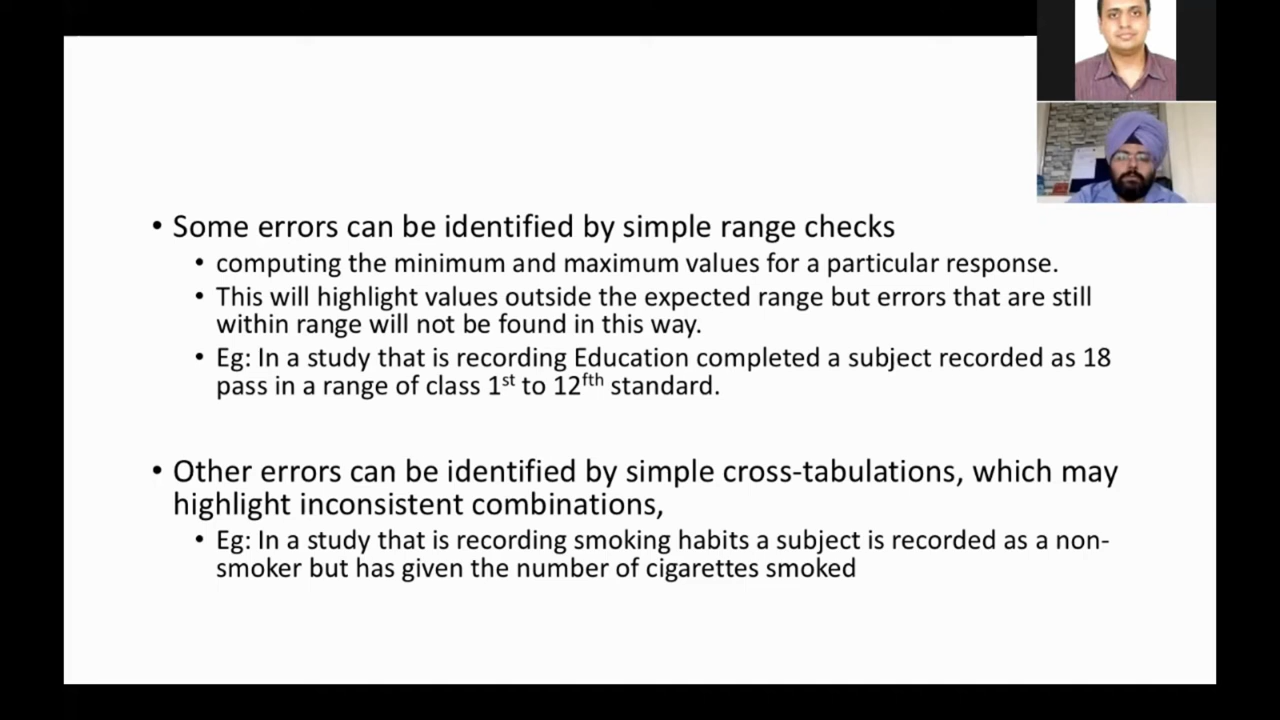 • Some errors can be identified by simple range checks
• computing the minimum and maximum values for a particular response.
• This will highlight values outside the expected range but errors that are still
within range will not be found in this way.
• Eg: In a study that is recording Education completed a subject recorded as 18
pass in a range of class 1st to 12fth standard.
• Other errors can be identified by simple cross-tabulations, which may
highlight inconsistent combinations,
• Eg: In a study that is recording smoking habits a subject is recorded as a non-
smoker but has given the number of cigarettes smoked